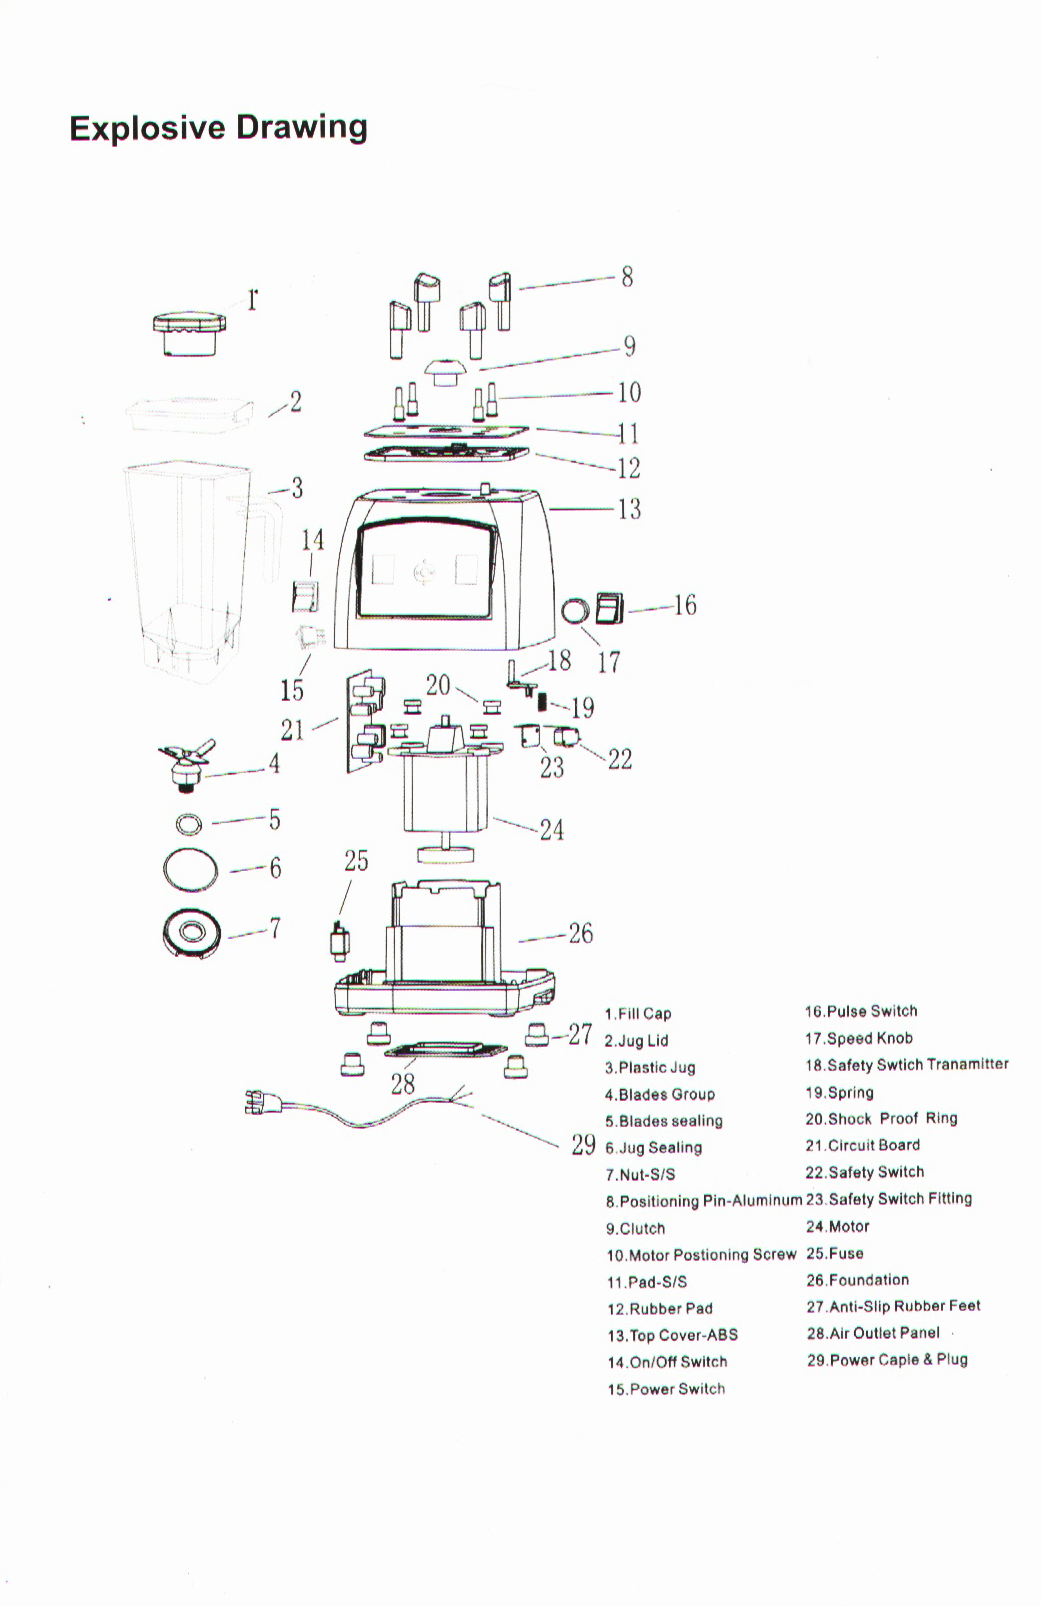 Explosive Drawing
1
2
3
4
5
6
7
8
9
10
11
12
13
14
15
16
17
18
19
20
21
22
23
24
25
26
27
28
29
1.Fill Cap
2.Jug Lid
3.Plastic Jug
4.Blades Group
5.Blades sealing
6.Jug Sealing
7.Nut-S/S
8.Positioning Pin-Aluminum
9.Clutch
10.Motor Postioning Screw
11.Pad-S/S
12.Rubber Pad
13.Top Cover-ABS
14.On/Off Switch
15.Power Switch
16.Pulse Switch
17.Speed Knob
18.Safety Swtich Tranamitter
19.Spring
20.Shock Proof Ring
21.Circuit Board
22.Safety Switch
23.Safety Switch Fitting
24.Motor
25.Fuse
26.Foundation
27.Anti-Slip Rubber Feet
28.Air Outlet Panel
29.Power Caple & Plug